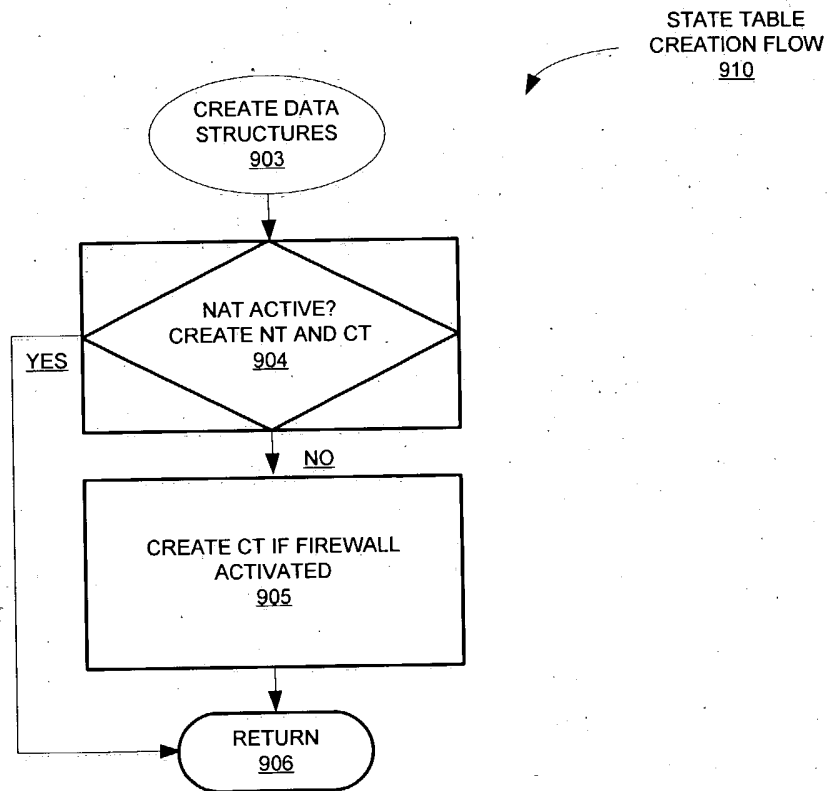 STATE TABLE
CREATION FLOW
910
CREATE DATA
STRUCTURES
903
NAT ACTIVE?
CREATE NT AND CT
904
YES
NO
CREATE CT IF FIREWALL
ACTIVATED
905
RETURN
906